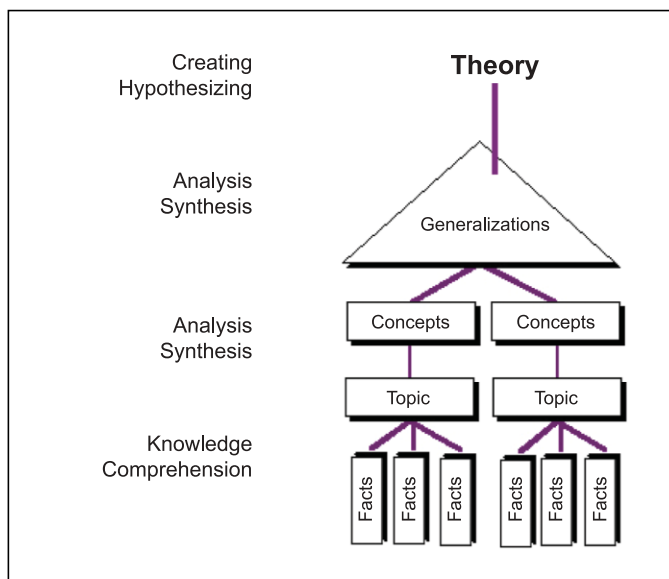 Creating
Hypothesizing
Theory
Analysis
Synthesis
Generalizations
Analysis
Synthesis
Concepts
Concepts
Topic
Topic
Knowledge
Comprehension
Facts
Facts
Facts
Facts
Facts
Facts